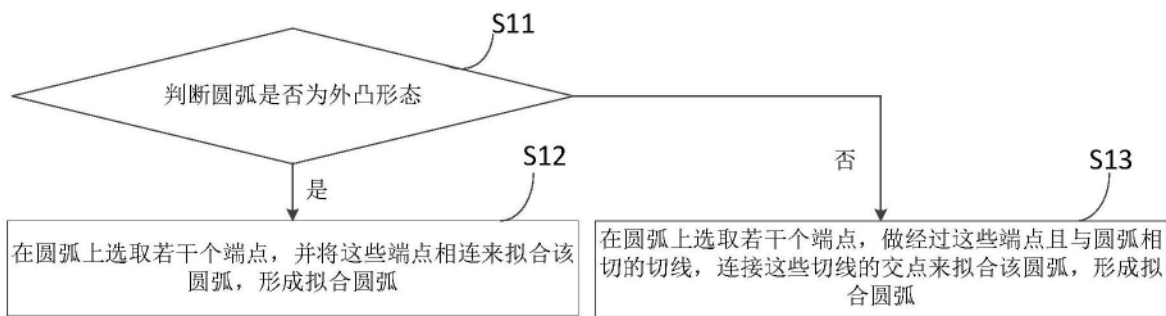 S11
判断圆弧是否为外凸形态
是
否
S12
在圆弧上选取若干个端点，并将这些端点相连来拟合该
圆弧，形成拟合圆弧
S13
在圆弧上选取若干个端点，做经过这些端点且与圆弧相
切的切线，连接这些切线的交点来拟合该圆弧，形成拟
合圆弧